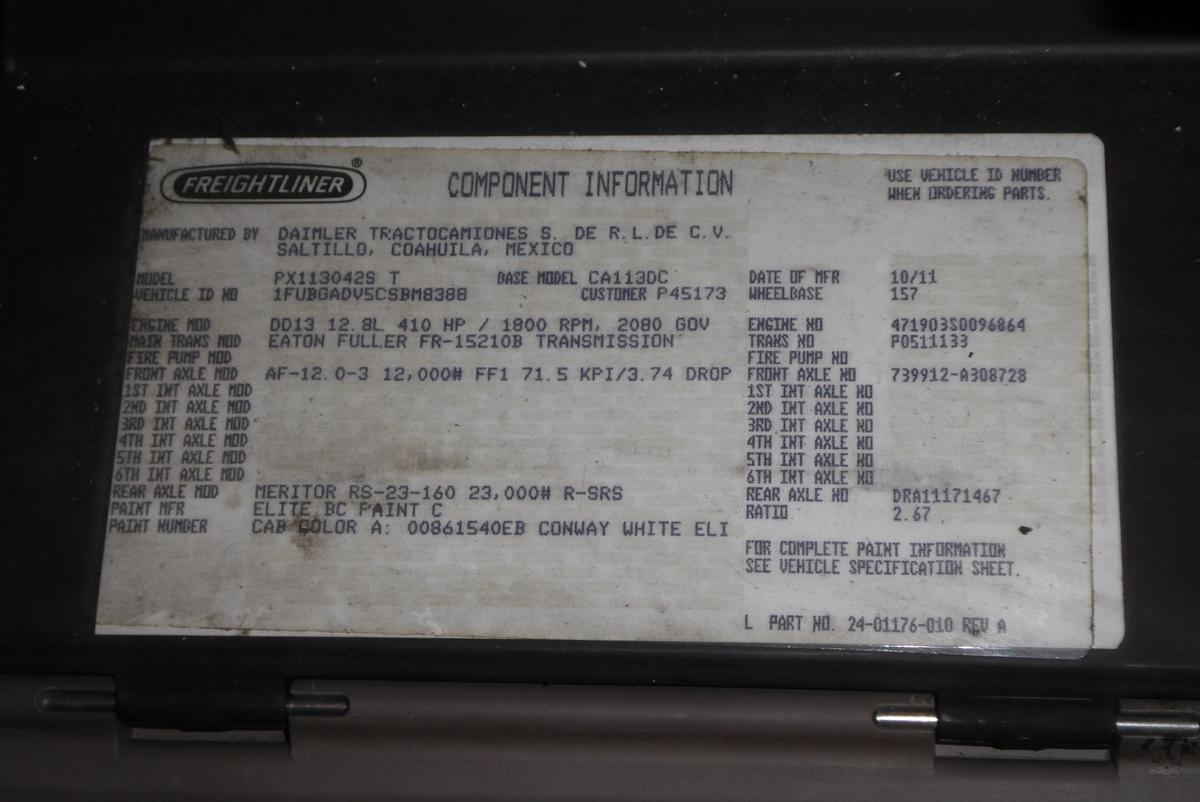 FREIGHTLINER ®
COMPONENT INFORMATION
USE VEHICLE ID NUMBER
WHEN ORDERING PARTS.
MANUFACTURED BY DAIMLER TRACTOCAMIONES S. DE R.L. DE C.V.
SALTILLO, COAHUILA, MEXICO
MODEL PX113042S T BASE MODEL CA113DC DATE OF MFR 10/11
VEHICLE ID NO 1FUBGADV5CSBM8388 CUSTOMER P45173 WHEELBASE 157
ENGINE MOD DD13 12.8L 410 HP / 1800 RPM, 2080 GOV ENGINE NO 471903S0096864
MAIN TRANS MOD EATON FULLER FR-15210B TRANSMISSION TRANS NO P0511133
FIRE PUMP MOD FIRE PUMP NO
FRONT AXLE MOD AF-12.0-3 12,000# FF1 71.5 KPI/3.74 DROP FRONT AXLE NO 739912-A308728
1ST INT AXLE MOD 1ST INT AXLE NO
2ND INT AXLE MOD 2ND INT AXLE NO
3RD INT AXLE MOD 3RD INT AXLE NO
4TH INT AXLE MOD 4TH INT AXLE NO
5TH INT AXLE MOD 5TH INT AXLE NO
6TH INT AXLE MOD 6TH INT AXLE NO
REAR AXLE MOD MERITOR RS-23-160 23,000# R-SRS REAR AXLE NO DRA11171467
PAINT MFR ELITE BC PAINT C RATIO 2.67
PAINT NUMBER CAB COLOR A: 00861540EB CONWAY WHITE ELI
FOR COMPLETE PAINT INFORMATION
SEE VEHICLE SPECIFICATION SHEET.
L PART NO. 24-01176-010 REV A